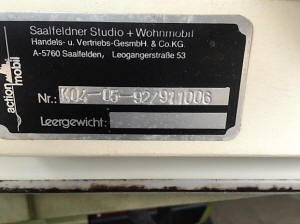 Saalfeldner Studio + Wohnmobil
Handels- u. Vertriebs-GesmbH. & Co.KG.
A-5760 Saalfelden, Leogangerstraße 53
action mobil
Nr.: K04-05-92/911006
Leergewicht: